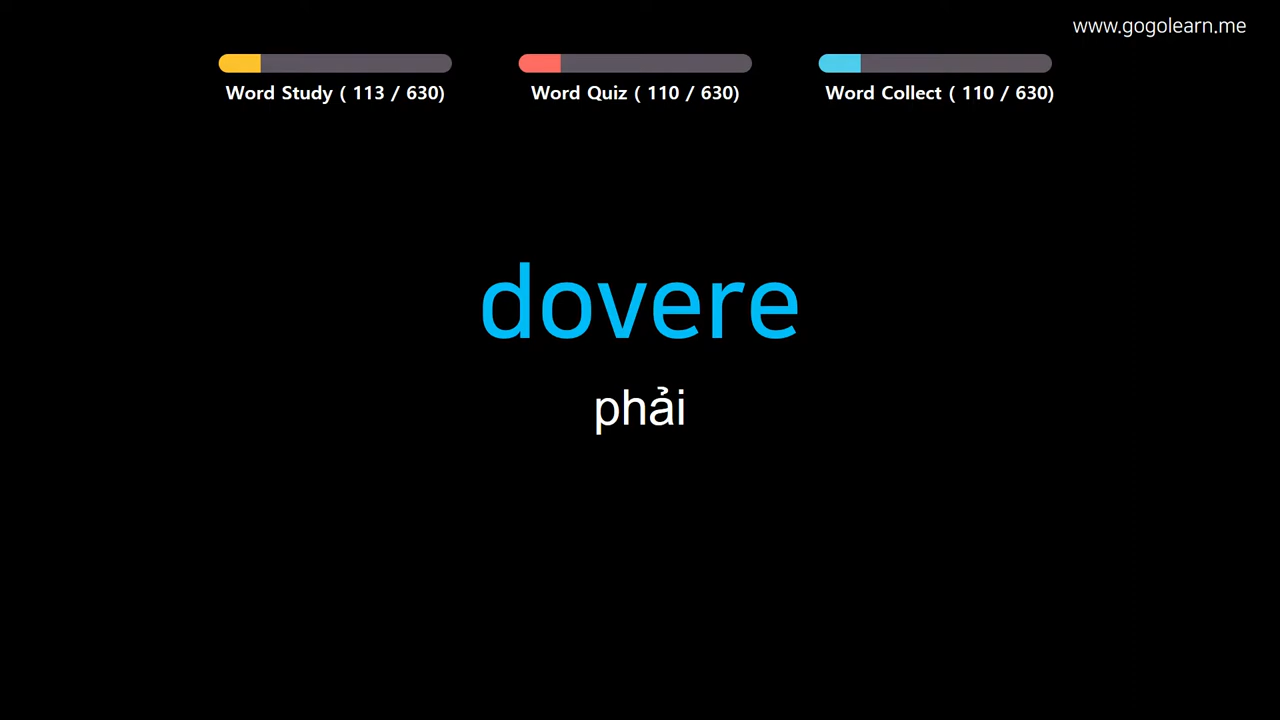 www.gogolearn.me
Word Study ( 113 / 630)
Word Quiz ( 110 / 630)
Word Collect ( 110 / 630)
dovere
phải